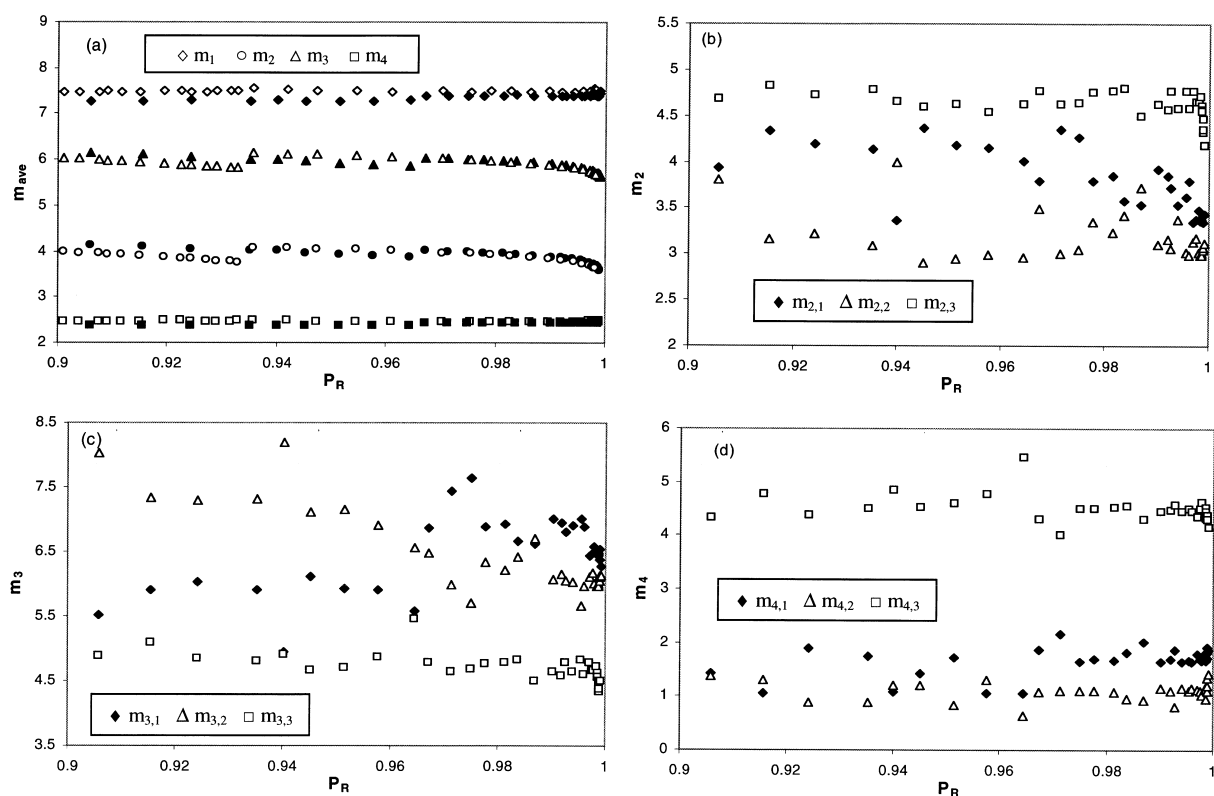 (a)
m₁ m₂ m₃ m₄
m_ave
9
8
7
6
5
4
3
2
0.9 0.92 0.94 0.96 0.98 1
P_R
(b)
m₂
5.5
5
4.5
4
3.5
3
2.5
2
m₂,₁ m₂,₂ m₂,₃
0.9 0.92 0.94 0.96 0.98 1
P_R
(c)
m₃
8.5
7.5
6.5
5.5
4.5
3.5
m₃,₁ m₃,₂ m₃,₃
0.9 0.92 0.94 0.96 0.98 1
P_R
(d)
m₄
6
5
4
3
2
1
0
m₄,₁ m₄,₂ m₄,₃
0.9 0.92 0.94 0.96 0.98 1
P_R